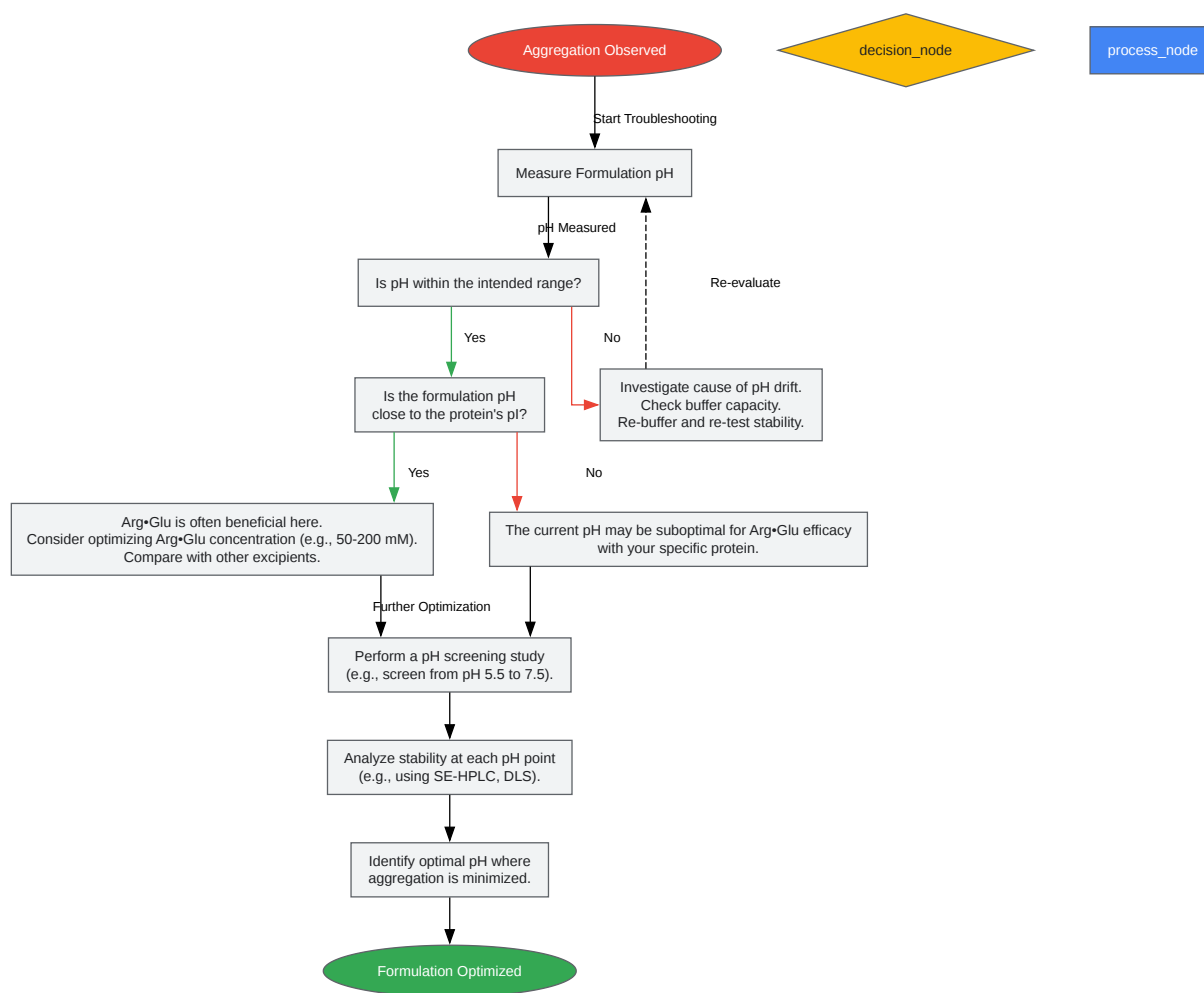 Aggregation Observed
decision_node
process_node
Start Troubleshooting
Measure Formulation pH
pH Measured
Is pH within the intended range?
Re-evaluate
Yes
No
Is the formulation pH
close to the protein's pI?
Investigate cause of pH drift.
Check buffer capacity.
Re-buffer and re-test stability.
Yes
No
Arg•Glu is often beneficial here.
Consider optimizing Arg•Glu concentration (e.g., 50-200 mM).
Compare with other excipients.
The current pH may be suboptimal for Arg•Glu efficacy
with your specific protein.
Further Optimization
Perform a pH screening study
(e.g., screen from pH 5.5 to 7.5).
Analyze stability at each pH point
(e.g., using SE-HPLC, DLS).
Identify optimal pH where
aggregation is minimized.
Formulation Optimized